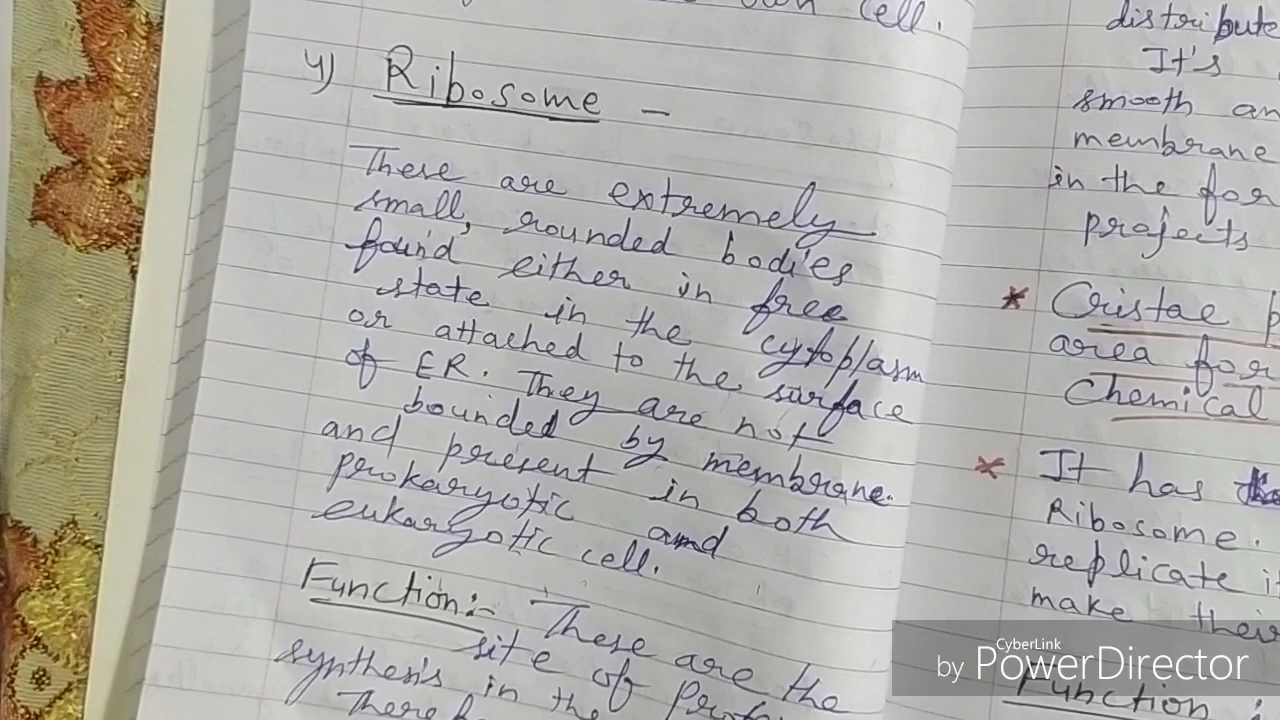 own cell.
4) Ribosome -
These are extremely
small, rounded bodies
found either in free
state in the cytoplasm
or attached to the surface
of ER. They are not
bounded by membrane.
and present in both
prokaryotic and
eukaryotic cell.
Function:- These are the
site of
synthesis in the
distribute
It's
smooth an
membrane
in the for
projects
* Cristae
area for
Chemical
* It has
Ribosome.
replicate
make their
Function
CyberLink
by PowerDirector